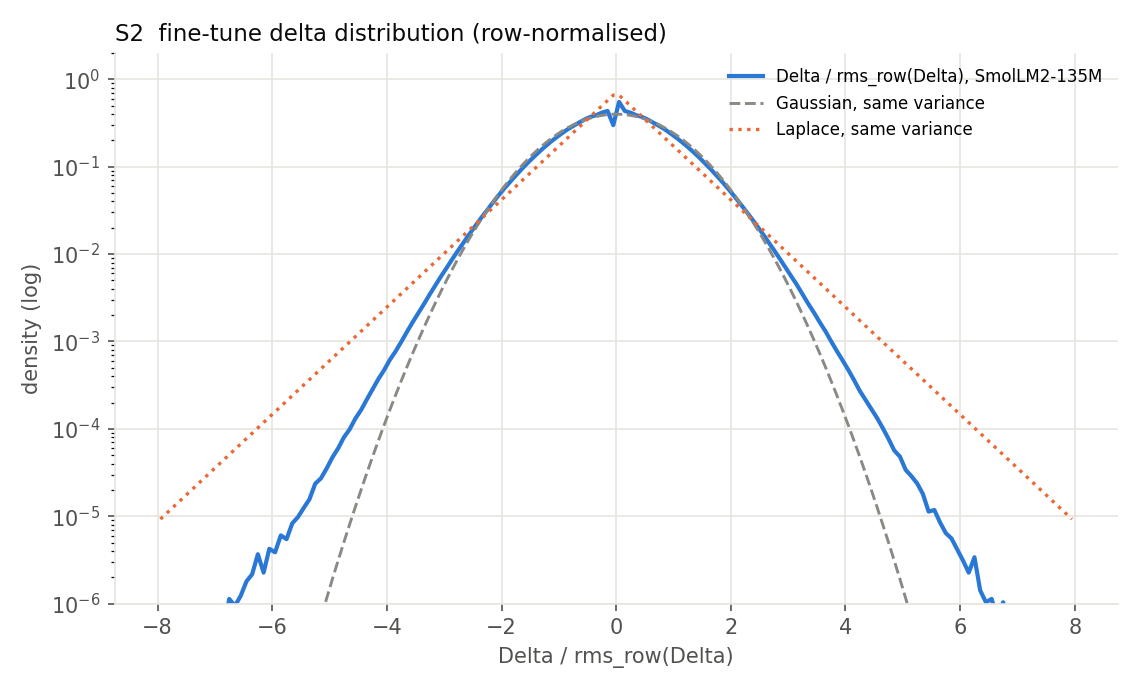 S2  fine-tune delta distribution (row-normalised)
Delta / rms_row(Delta), SmolLM2-135M
Gaussian, same variance
Laplace, same variance
density (log)
10⁰
10⁻¹
10⁻²
10⁻³
10⁻⁴
10⁻⁵
10⁻⁶
−8 −6 −4 −2 0 2 4 6 8
Delta / rms_row(Delta)